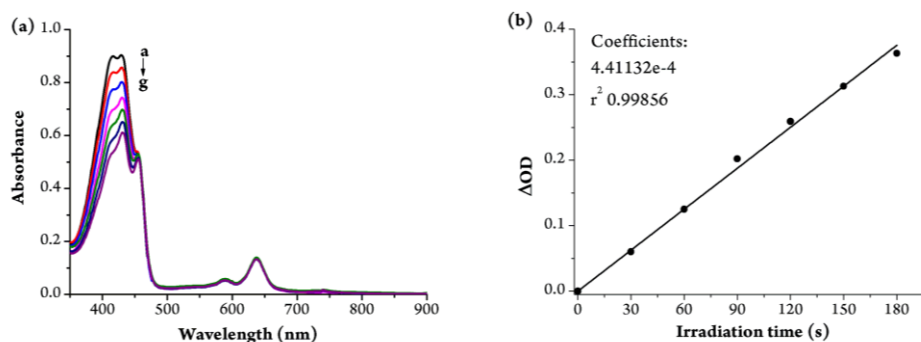 (a)
a
g
Absorbance
1.0
0.8
0.6
0.4
0.2
0.0
400 500 600 700 800 900
Wavelength (nm)
(b)
Coefficients:
4.41132e-4
r² 0.99856
ΔOD
0.4
0.3
0.2
0.1
0.0
0 30 60 90 120 150 180
Irradiation time (s)